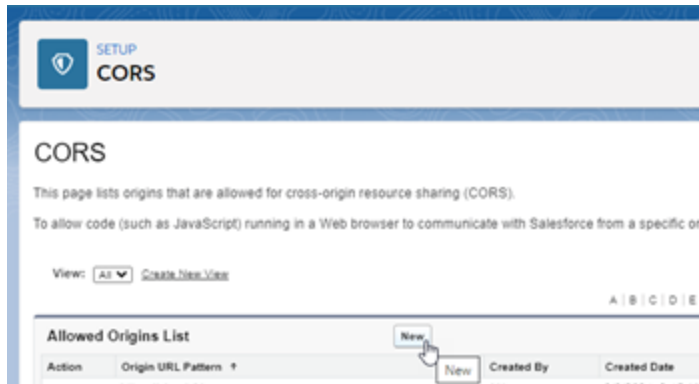 SETUP
CORS
CORS
This page lists origins that are allowed for cross-origin resource sharing (CORS).
To allow code (such as JavaScript) running in a Web browser to communicate with Salesforce from a specific
View: All Create New View
A | B | C | D | E
Allowed Origins List New
New
Action Origin URL Pattern ↑ Created By Created Date